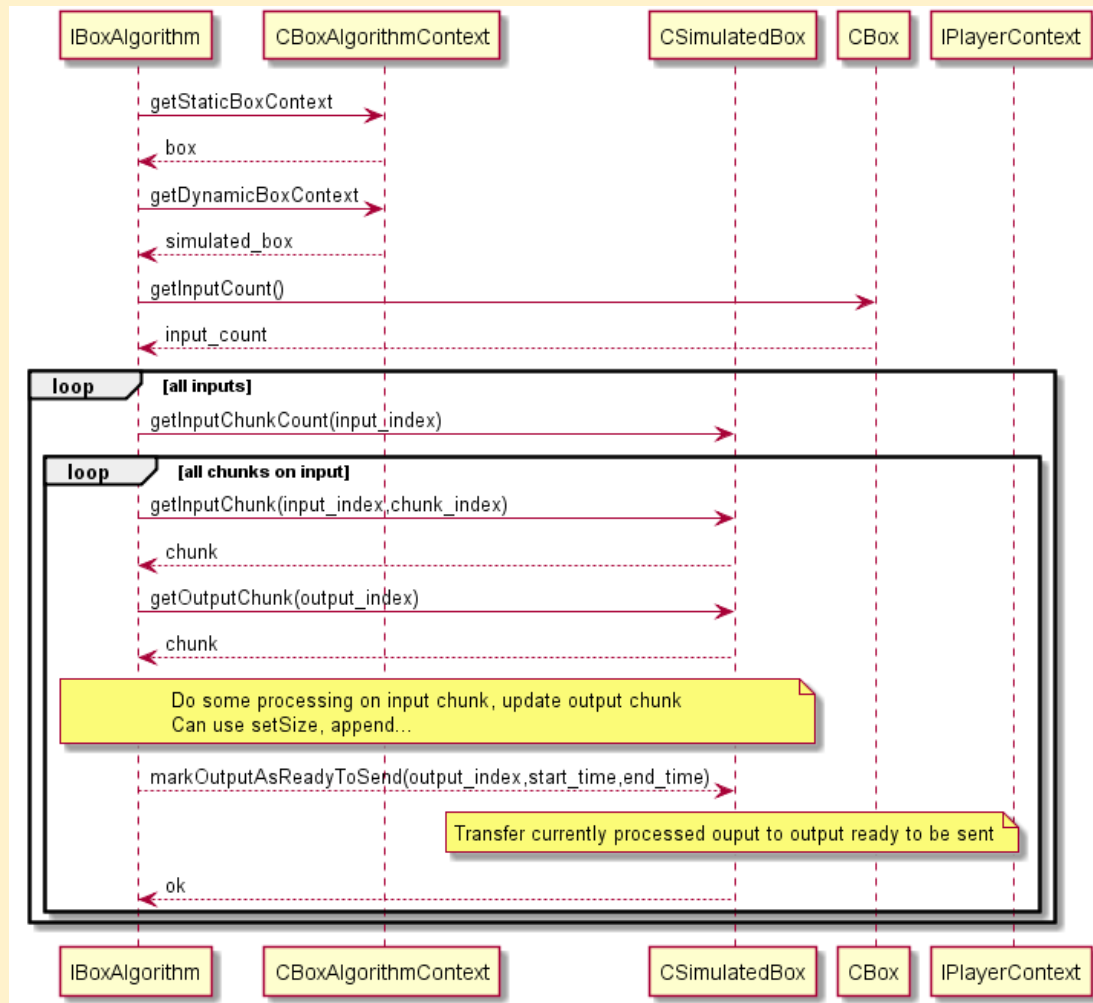 IBoxAlgorithm CBoxAlgorithmContext CSimulatedBox CBox IPlayerContext
getStaticBoxContext
box
getDynamicBoxContext
simulated_box
getInputCount()
input_count
loop [all inputs]
getInputChunkCount(input_index)
loop [all chunks on input]
getInputChunk(input_index,chunk_index)
chunk
getOutputChunk(output_index)
chunk
Do some processing on input chunk, update output chunk
Can use setSize, append...
markOutputAsReadyToSend(output_index,start_time,end_time)
Transfer currently processed ouput to output ready to be sent
ok
IBoxAlgorithm CBoxAlgorithmContext CSimulatedBox CBox IPlayerContext